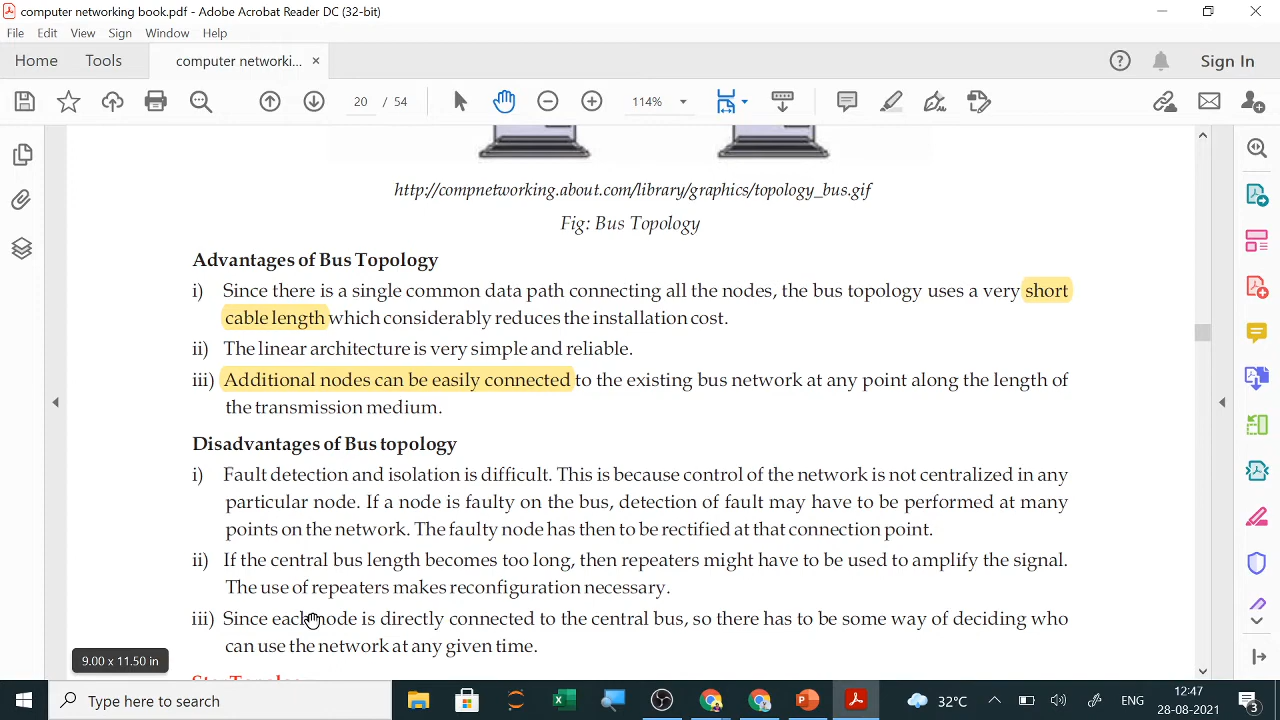 computer networking book.pdf - Adobe Acrobat Reader DC (32-bit)
File Edit View Sign Window Help
Home Tools computer networki... × Sign In
20 / 54 114%
http://compnetworking.about.com/library/graphics/topology_bus.gif
Fig: Bus Topology
Advantages of Bus Topology
i) Since there is a single common data path connecting all the nodes, the bus topology uses a very short
cable length which considerably reduces the installation cost.
ii) The linear architecture is very simple and reliable.
iii) Additional nodes can be easily connected to the existing bus network at any point along the length of
the transmission medium.
Disadvantages of Bus topology
i) Fault detection and isolation is difficult. This is because control of the network is not centralized in any
particular node. If a node is faulty on the bus, detection of fault may have to be performed at many
points on the network. The faulty node has then to be rectified at that connection point.
ii) If the central bus length becomes too long, then repeaters might have to be used to amplify the signal.
The use of repeaters makes reconfiguration necessary.
iii) Since each node is directly connected to the central bus, so there has to be some way of deciding who
can use the network at any given time.
9.00 x 11.50 in
Type here to search 32°C ENG 12:47
28-08-2021 3